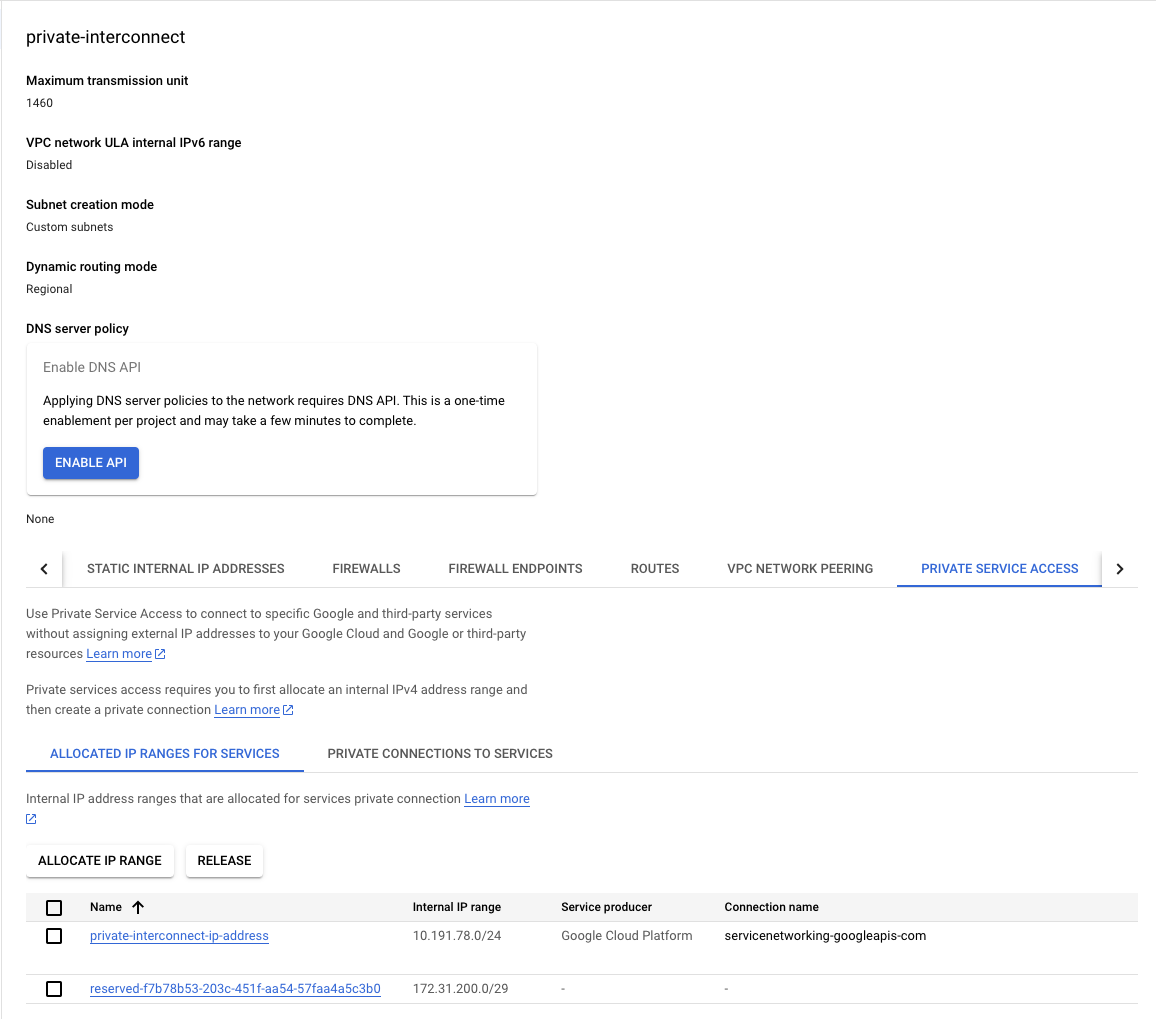 private-interconnect
Maximum transmission unit
1460
VPC network ULA internal IPv6 range
Disabled
Subnet creation mode
Custom subnets
Dynamic routing mode
Regional
DNS server policy
Enable DNS API
Applying DNS server policies to the network requires DNS API. This is a one-time
enablement per project and may take a few minutes to complete.
ENABLE API
None
STATIC INTERNAL IP ADDRESSES FIREWALLS FIREWALL ENDPOINTS ROUTES VPC NETWORK PEERING PRIVATE SERVICE ACCESS
Use Private Service Access to connect to specific Google and third-party services
without assigning external IP addresses to your Google Cloud and Google or third-party
resources Learn more
Private services access requires you to first allocate an internal IPv4 address range and
then create a private connection Learn more
ALLOCATED IP RANGES FOR SERVICES PRIVATE CONNECTIONS TO SERVICES
Internal IP address ranges that are allocated for services private connection Learn more
ALLOCATE IP RANGE RELEASE
Name Internal IP range Service producer Connection name
private-interconnect-ip-address 10.191.78.0/24 Google Cloud Platform servicenetworking-googleapis-com
reserved-f7b78b53-203c-451f-aa54-57faa4a5c3b0 172.31.200.0/29 - -